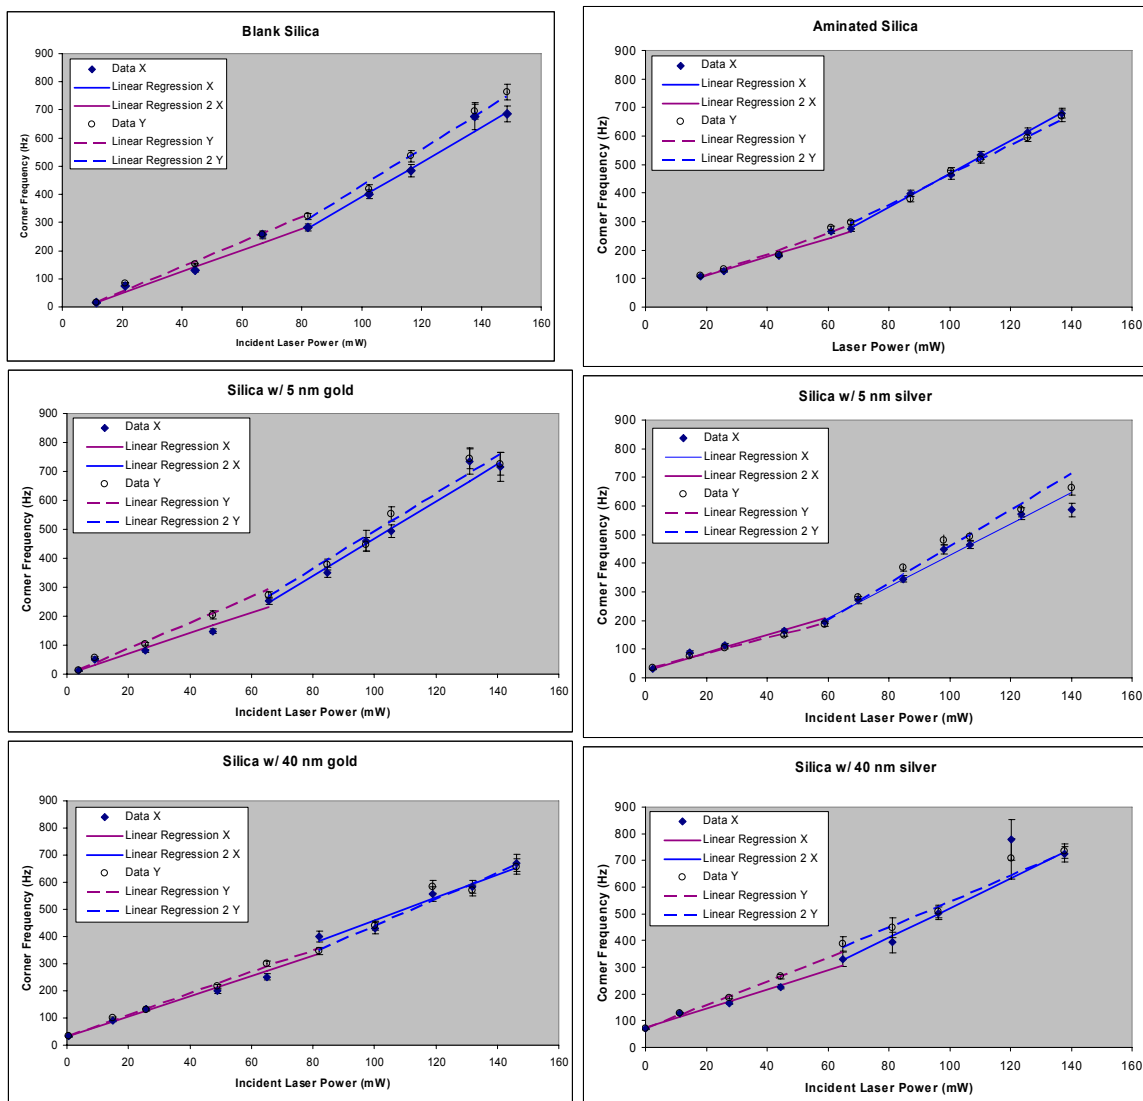 Blank Silica
900
800
700
600
500
400
300
200
100
0
Corner Frequency (Hz)
Data X
Linear Regression X
Linear Regression 2 X
Data Y
Linear Regression Y
Linear Regression 2 Y
0 20 40 60 80 100 120 140 160
Incident Laser Power (mW)
Aminated Silica
900
800
700
600
500
400
300
200
100
0
Corner Frequency (Hz)
Data X
Linear Regression X
Linear Regression 2 X
Data Y
Linear Regression Y
Linear Regression 2 Y
0 20 40 60 80 100 120 140 160
Laser Power (mW)
Silica w/ 5 nm gold
900
800
700
600
500
400
300
200
100
0
Corner Frequency (Hz)
Data X
Linear Regression X
Linear Regression 2 X
Data Y
Linear Regression Y
Linear Regression 2 Y
0 20 40 60 80 100 120 140 160
Incident Laser Power (mW)
Silica w/ 5 nm silver
900
800
700
600
500
400
300
200
100
0
Corner Frequency (Hz)
Data X
Linear Regression X
Linear Regression 2 X
Data Y
Linear Regression Y
Linear Regression 2 Y
0 20 40 60 80 100 120 140 160
Incident Laser Power (mW)
Silica w/ 40 nm gold
900
800
700
600
500
400
300
200
100
0
Corner Frequency (Hz)
Data X
Linear Regression X
Linear Regression 2 X
Data Y
Linear Regression Y
Linear Regression 2 Y
0 20 40 60 80 100 120 140 160
Incident Laser Power (mW)
Silica w/ 40 nm silver
900
800
700
600
500
400
300
200
100
0
Corner Frequency (Hz)
Data X
Linear Regression X
Linear Regression 2 X
Data Y
Linear Regression Y
Linear Regression 2 Y
0 20 40 60 80 100 120 140 160
Incident Laser Power (mW)